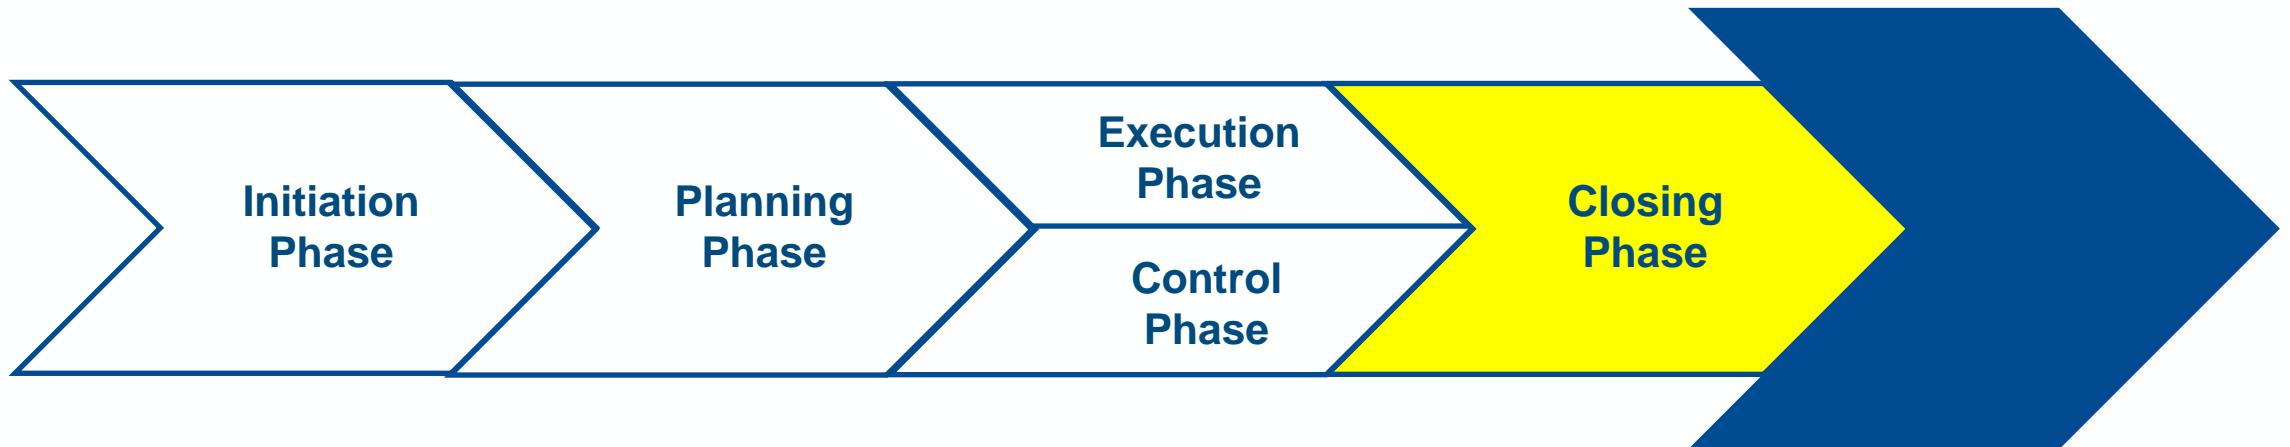 Initiation
Phase
Planning
Phase
Execution
Phase
Control
Phase
Closing
Phase